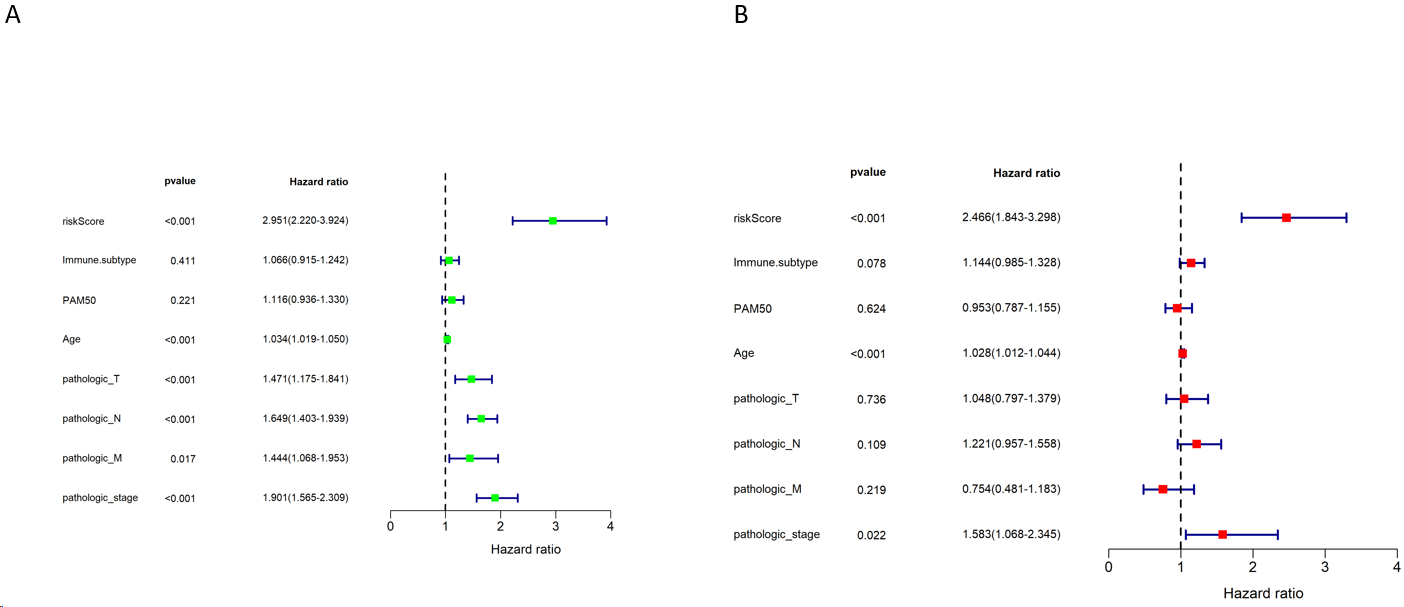 A
pvalue Hazard ratio
riskScore <0.001 2.951(2.220-3.924)
Immune.subtype 0.411 1.066(0.915-1.242)
PAM50 0.221 1.116(0.936-1.330)
Age <0.001 1.034(1.019-1.050)
pathologic_T <0.001 1.471(1.175-1.841)
pathologic_N <0.001 1.649(1.403-1.939)
pathologic_M 0.017 1.444(1.068-1.953)
pathologic_stage <0.001 1.901(1.565-2.309)
0 1 2 3 4
Hazard ratio
B
pvalue Hazard ratio
riskScore <0.001 2.466(1.843-3.298)
Immune.subtype 0.078 1.144(0.985-1.328)
PAM50 0.624 0.953(0.787-1.155)
Age <0.001 1.028(1.012-1.044)
pathologic_T 0.736 1.048(0.797-1.379)
pathologic_N 0.109 1.221(0.957-1.558)
pathologic_M 0.219 0.754(0.481-1.183)
pathologic_stage 0.022 1.583(1.068-2.345)
0 1 2 3 4
Hazard ratio